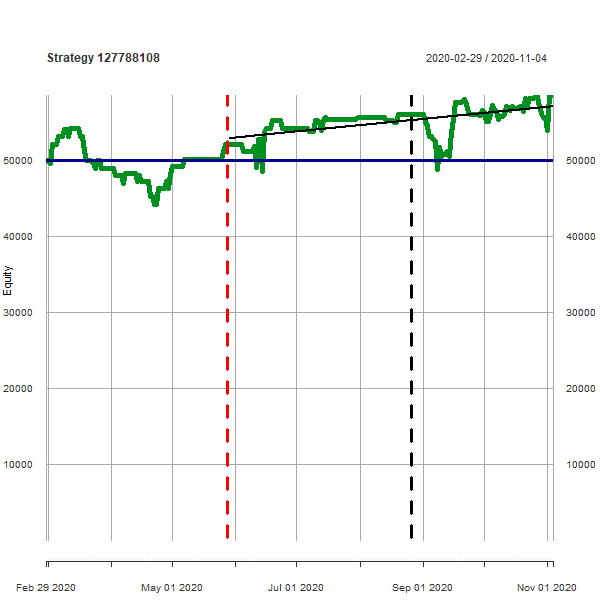 Strategy 127788108
2020-02-29 / 2020-11-04
50000
50000
40000
40000
Equity
30000
30000
20000
20000
10000
10000
Feb 29 2020
May 01 2020
Jul 01 2020
Sep 01 2020
Nov 01 2020